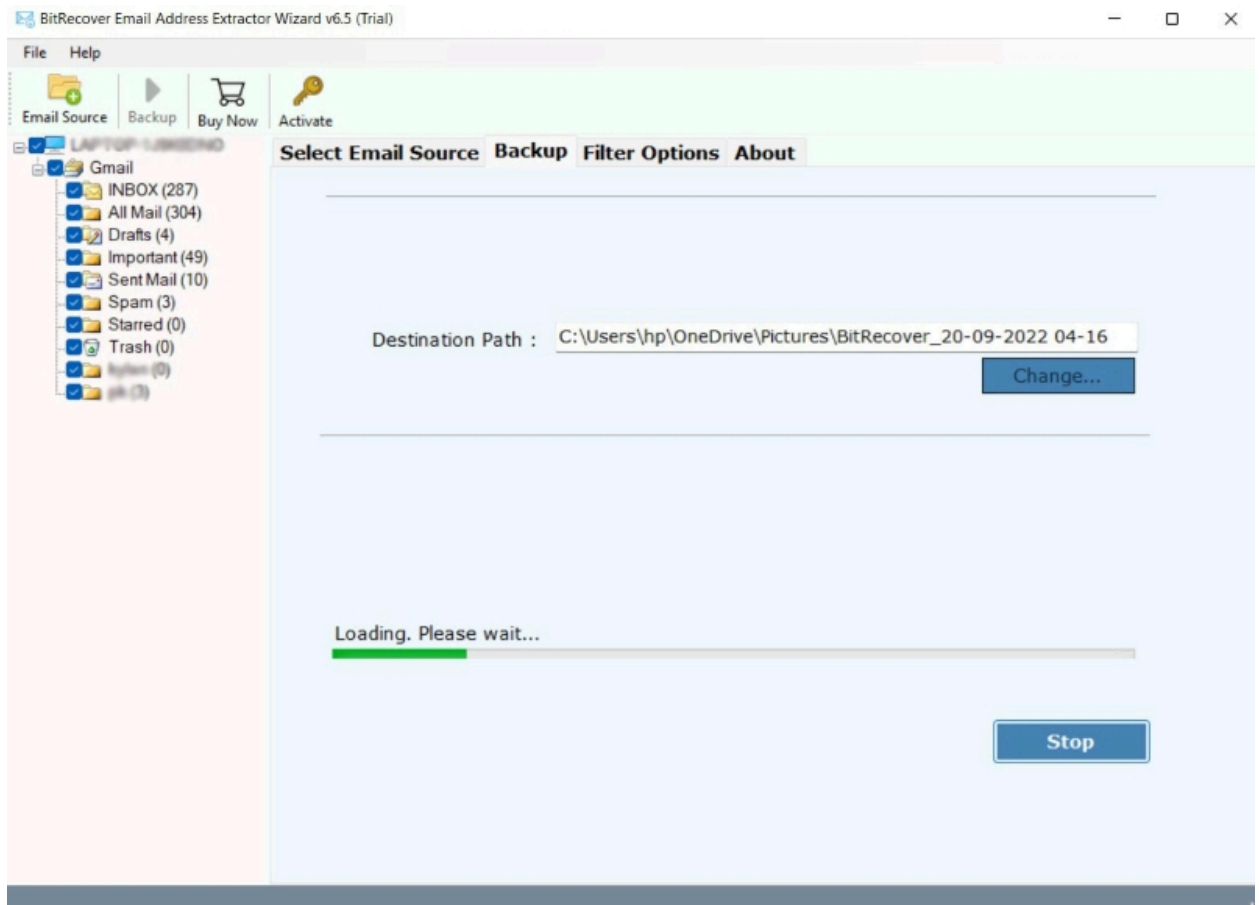 BitRecover Email Address Extractor Wizard v6.5 (Trial)
File Help
Email Source Backup Buy Now Activate
Gmail
INBOX (287)
All Mail (304)
Drafts (4)
Important (49)
Sent Mail (10)
Spam (3)
Starred (0)
Trash (0)
(0)
(3)
Select Email Source Backup Filter Options About
Destination Path : C:\Users\hp\OneDrive\Pictures\BitRecover_20-09-2022 04-16
Change...
Loading. Please wait...
Stop